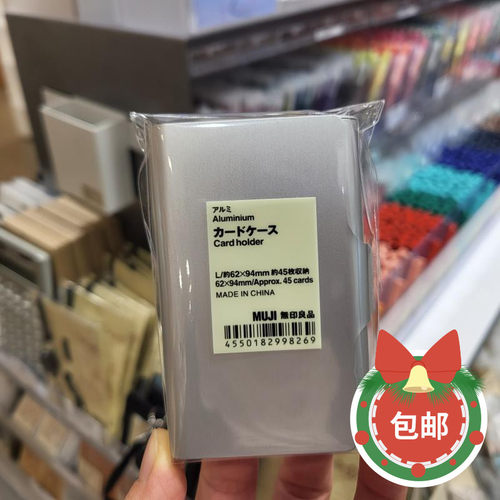 アルミ
Aluminium
カードケース
Card holder
L/約62×94mm 約45枚収納
62×94mm/Approx. 45 cards
MADE IN CHINA
MUJI 無印良品
4550182998269
包邮